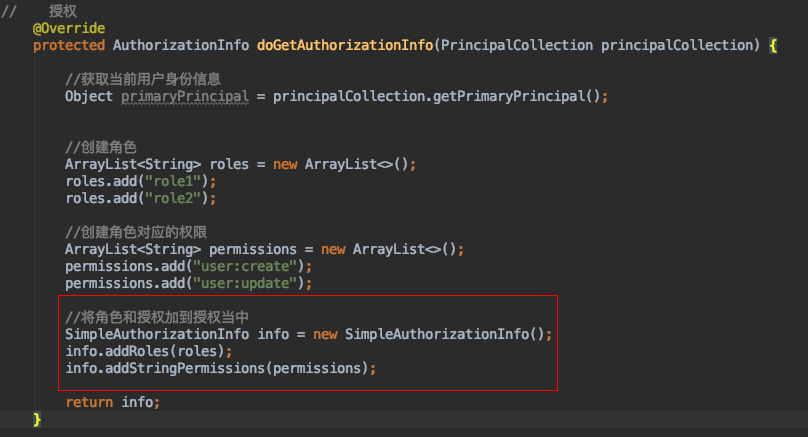 //    授权
@Override
protected AuthorizationInfo doGetAuthorizationInfo(PrincipalCollection principalCollection) {
//获取当前用户身份信息
Object primaryPrincipal = principalCollection.getPrimaryPrincipal();
//创建角色
ArrayList<String> roles = new ArrayList<>();
roles.add("role1");
roles.add("role2");
//创建角色对应的权限
ArrayList<String> permissions = new ArrayList<>();
permissions.add("user:create");
permissions.add("user:update");
//将角色和授权加到授权当中
SimpleAuthorizationInfo info = new SimpleAuthorizationInfo();
info.addRoles(roles);
info.addStringPermissions(permissions);
return info;
}